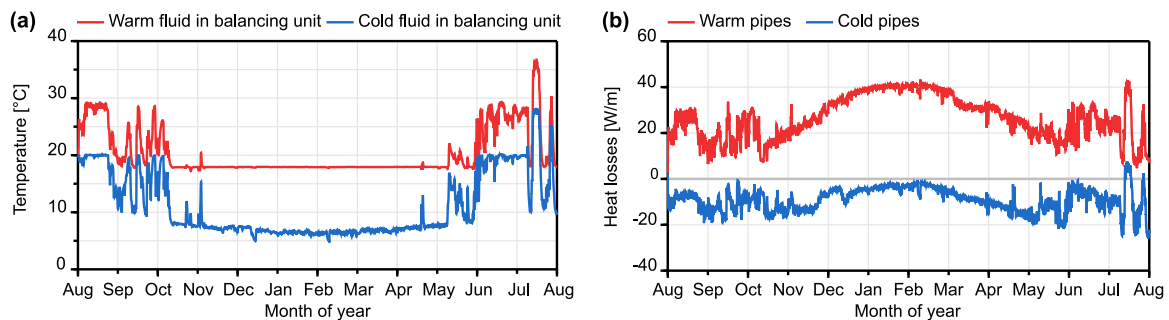 (a) Warm fluid in balancing unit Cold fluid in balancing unit
40
30
20
10
0
Temperature [°C]
Aug Sep Oct Nov Dec Jan Feb Mar Apr May Jun Jul Aug
Month of year
(b) Warm pipes Cold pipes
60
40
20
0
-20
-40
Heat losses [W/m]
Aug Sep Oct Nov Dec Jan Feb Mar Apr May Jun Jul Aug
Month of year